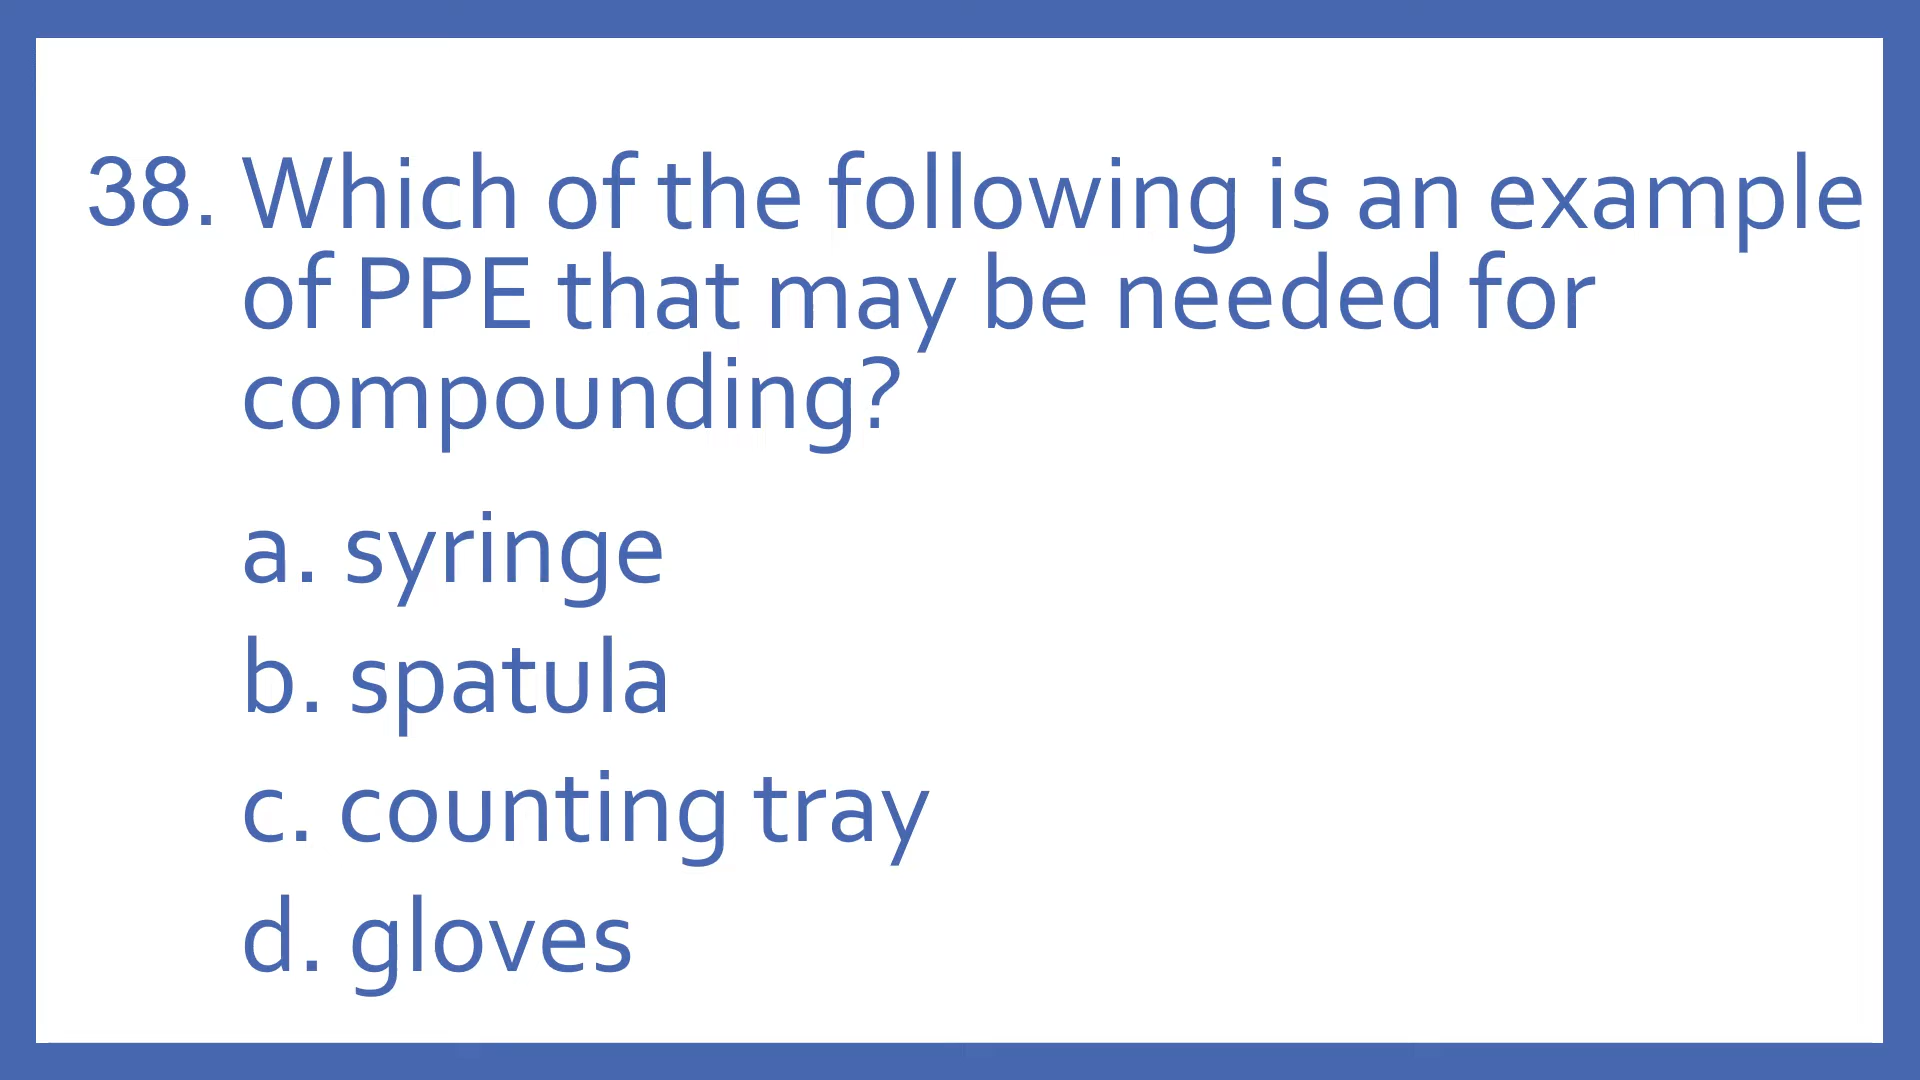 38. Which of the following is an example
of PPE that may be needed for
compounding?
a. syringe
b. spatula
c. counting tray
d. gloves